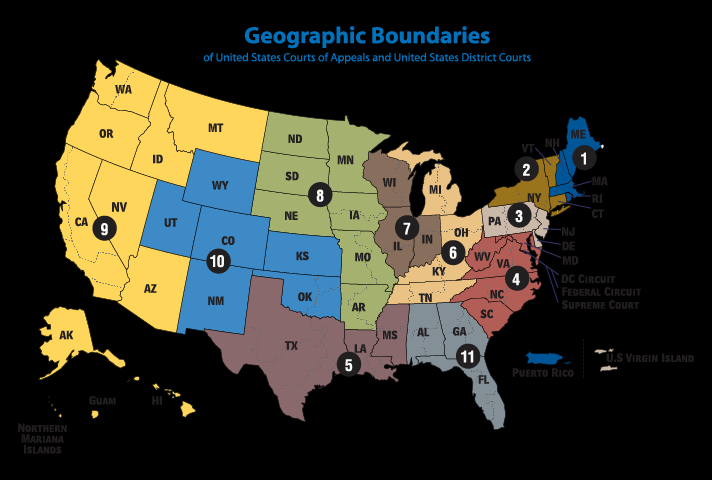 Geographic Boundaries
of United States Courts of Appeals and United States District Courts
WA
OR
MT
ID
WY
NV
CA
9
UT
CO
10
AZ
NM
ND
SD
8
NE
MN
IA
KS
MO
OK
AR
TX
LA
MS
5
WI
7
IL
IN
MI
OH
6
KY
TN
AL
GA
11
FL
PA
3
WV
VA
4
NC
SC
VT
NH
ME
1
2
NY
MA
RI
CT
NJ
DE
MD
DC Circuit
Federal Circuit
Supreme Court
AK
Guam
HI
Northern
Mariana
Islands
Puerto Rico
U.S Virgin Island